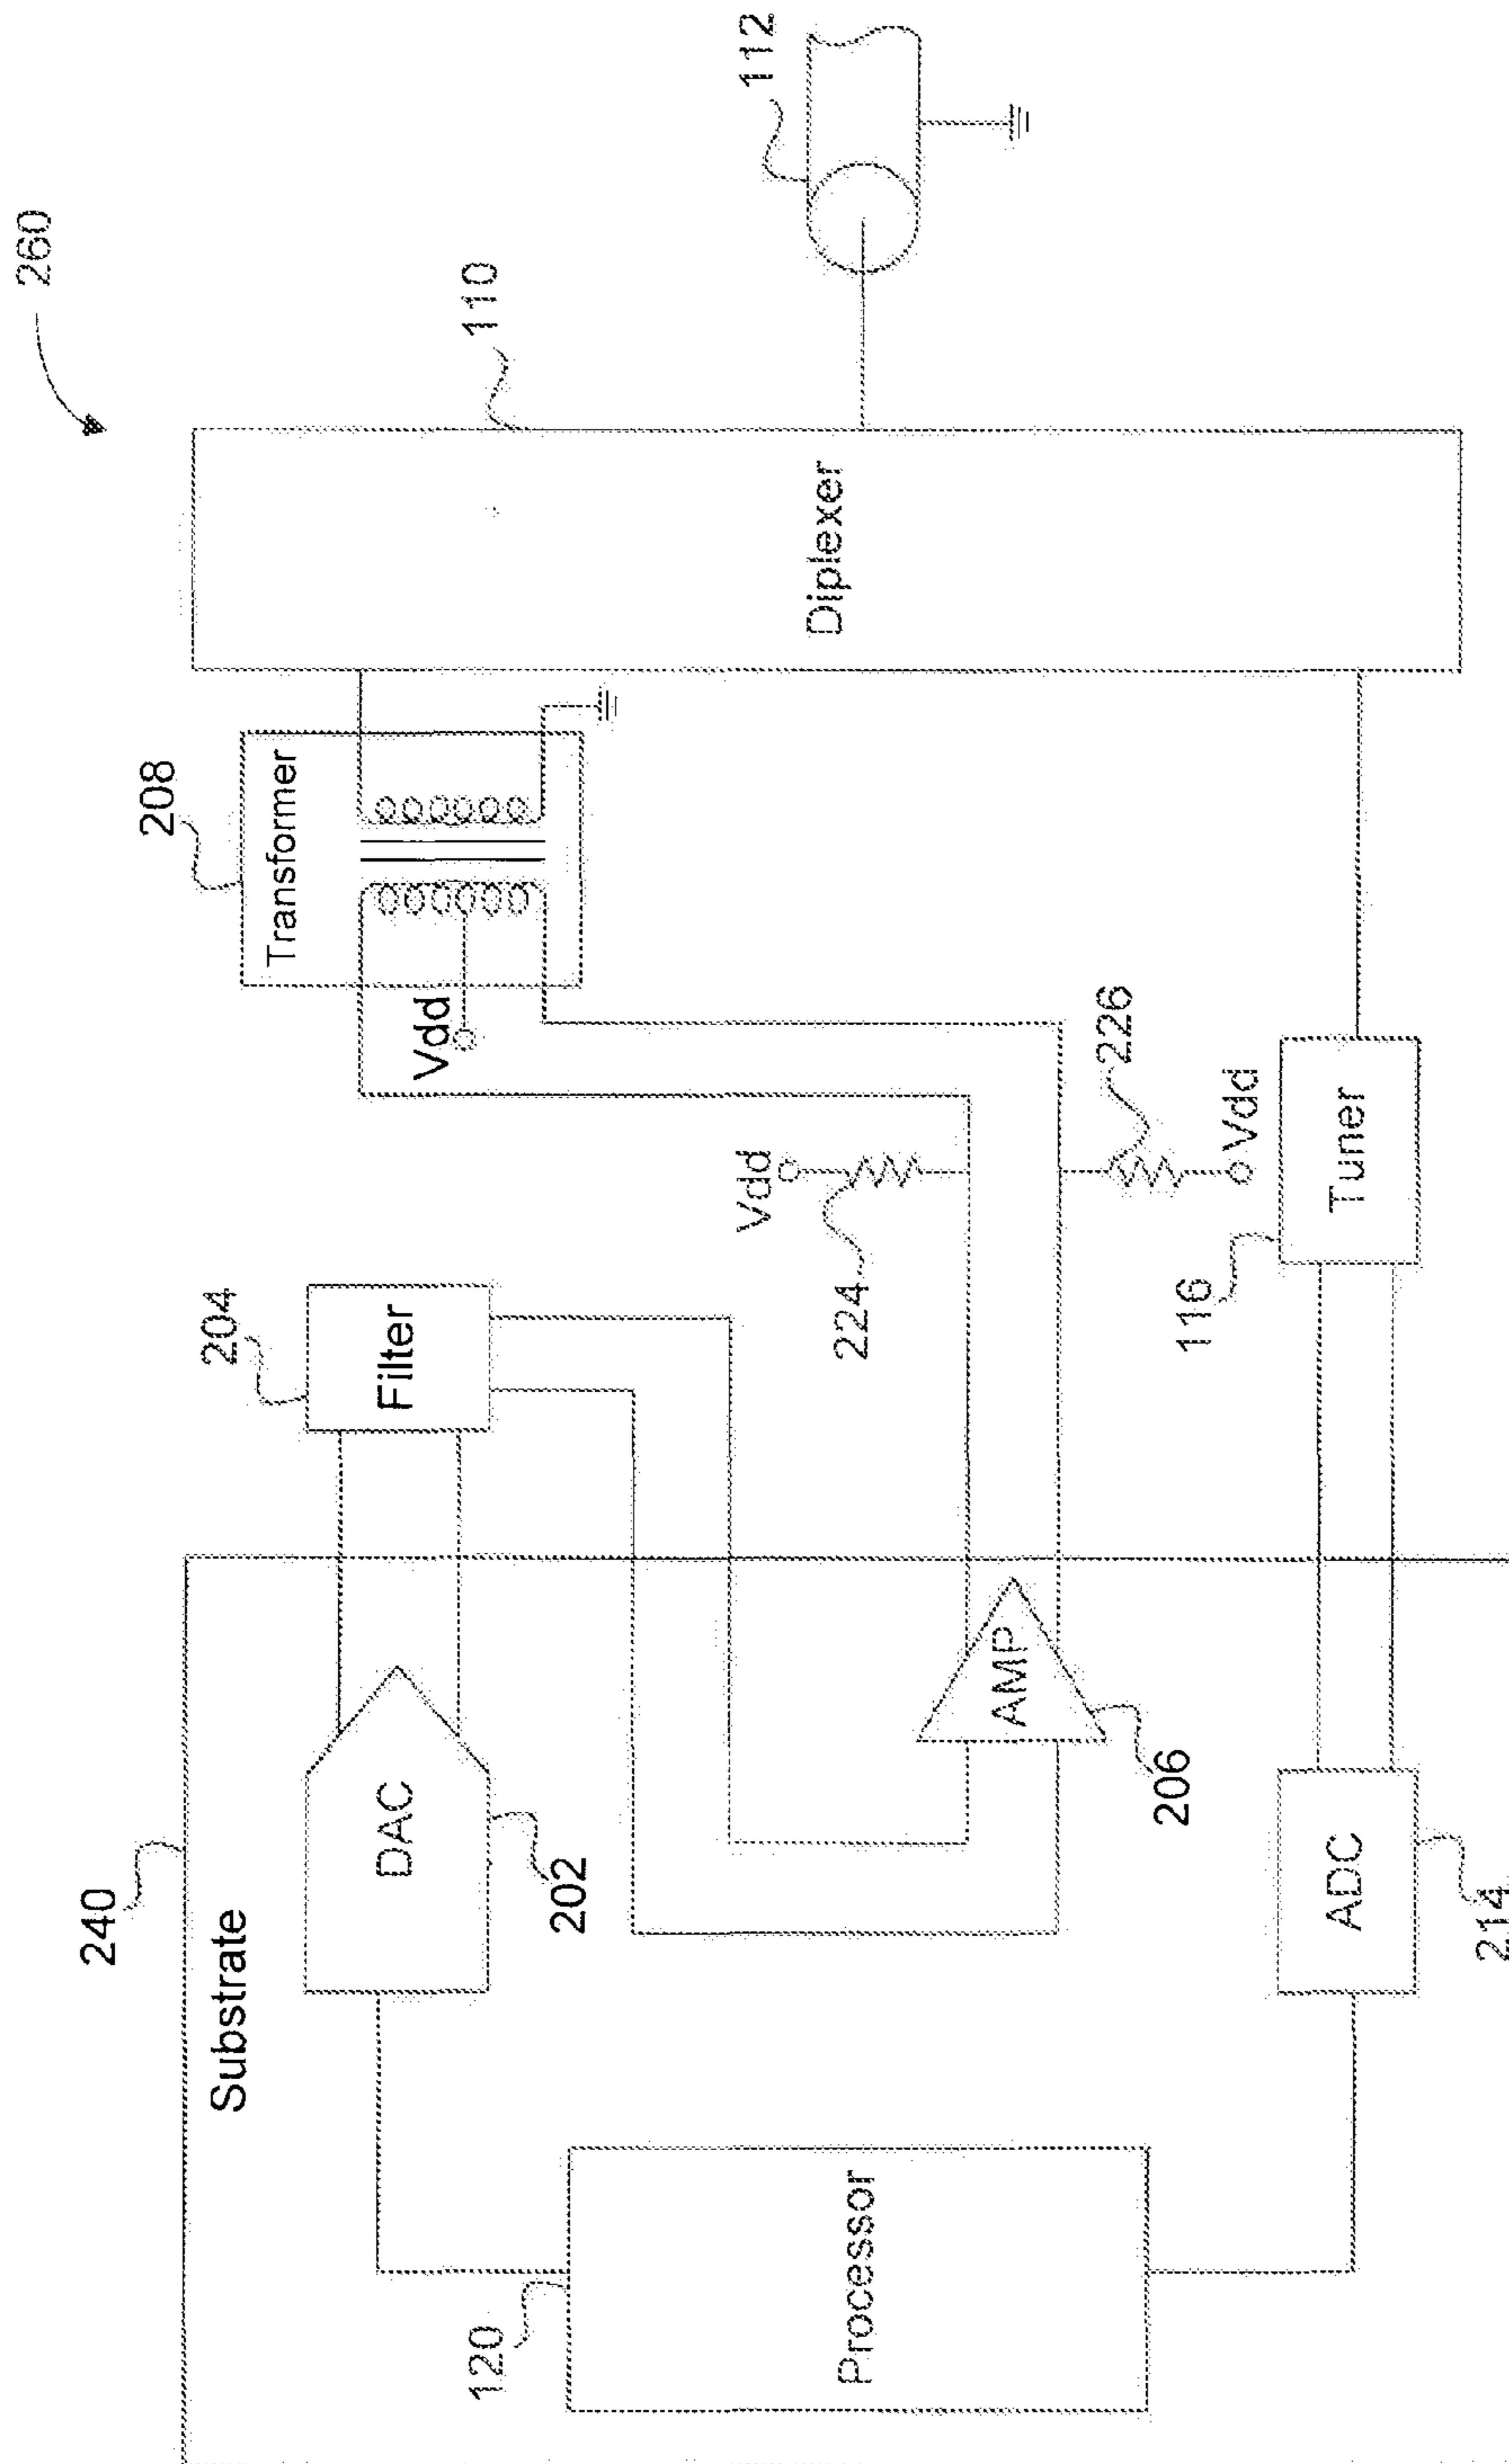 260
240
Substrate
204
208
Transformer
110
112
DAC
202
Filter
Vdd
120
Processor
Vdd
224
Diplexer
AMP
206
226
Vdd
116
Tuner
ADC
214